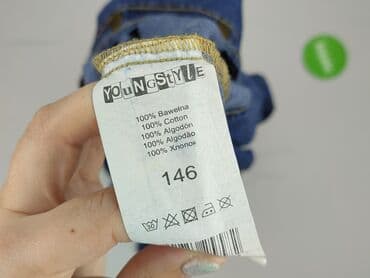 YOUNGSTYLE
100% Bawełna
100% Cotton
100% Algodón
100% Algodão
100% Хлопок
146
30